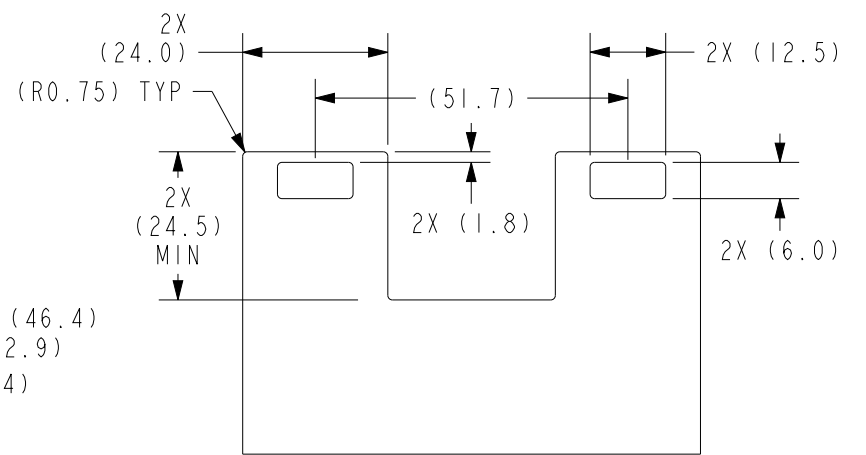 2X
(24.0)
2X (12.5)
(R0.75) TYP
(51.7)
2X
(24.5)
MIN
2X (1.8)
2X (6.0)
(46.4)
2.9)
4)